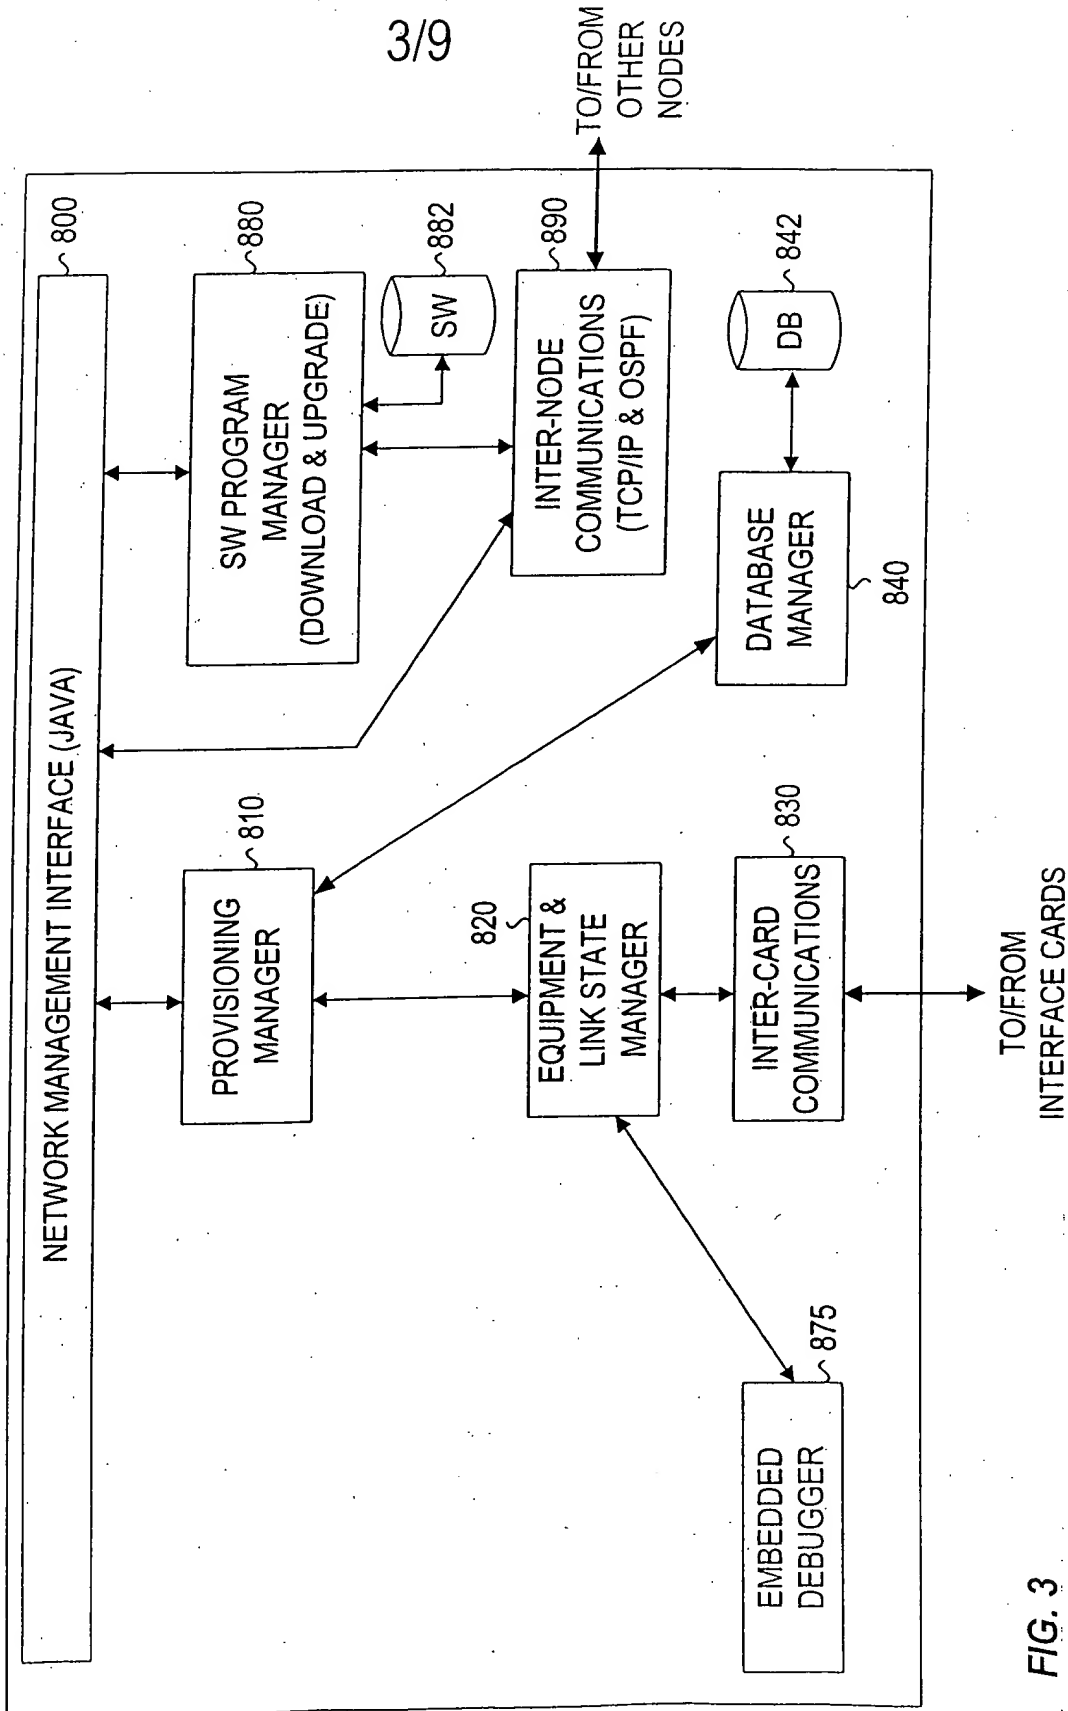 3/9
NETWORK MANAGEMENT INTERFACE (JAVA)
800
PROVISIONING
MANAGER
810
SW PROGRAM
MANAGER
(DOWNLOAD & UPGRADE)
880
SW
882
820
EQUIPMENT &
LINK STATE
MANAGER
INTER-NODE
COMMUNICATIONS
(TCP/IP & OSPF)
890
TO/FROM
OTHER
NODES
EMBEDDED
DEBUGGER
875
INTER-CARD
COMMUNICATIONS
830
DATABASE
MANAGER
840
DB
842
TO/FROM
INTERFACE CARDS
FIG. 3